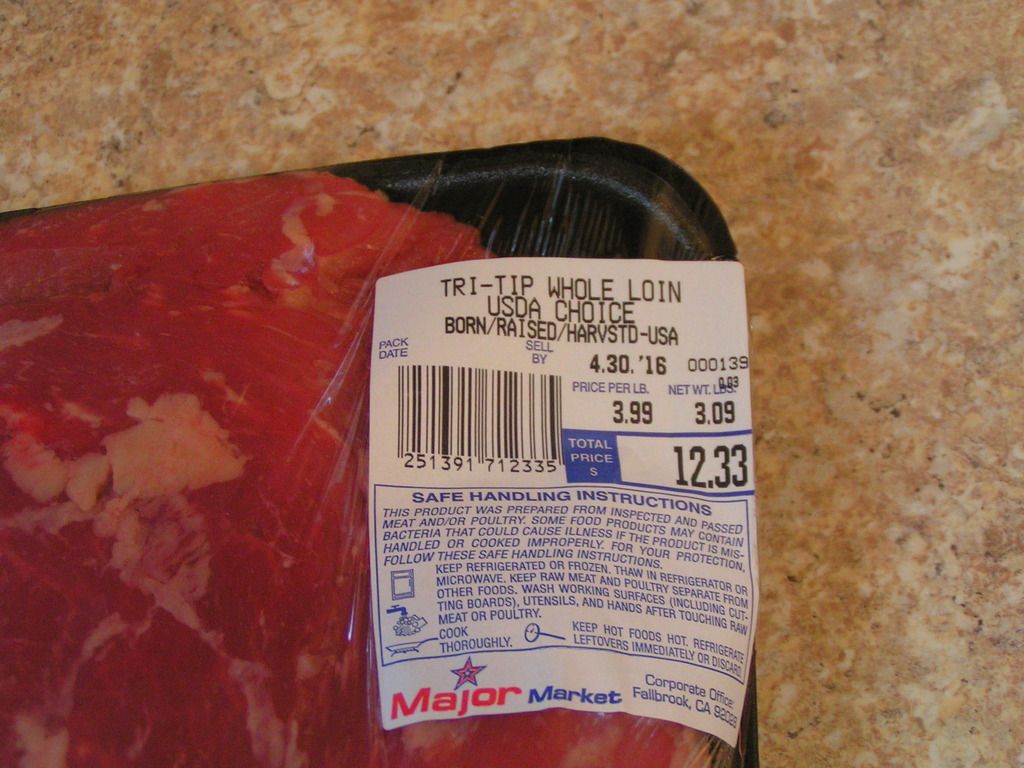 TRI-TIP WHOLE LOIN
USDA CHOICE
BORN/RAISED/HARVSTD-USA
PACK DATE
SELL BY
4.30.'16 000139
0.03
PRICE PER LB. NET WT. LBS.
3.99 3.09
TOTAL PRICE $ 12.33
251391 712335
SAFE HANDLING INSTRUCTIONS
THIS PRODUCT WAS PREPARED FROM INSPECTED AND PASSED
MEAT AND/OR POULTRY. SOME FOOD PRODUCTS MAY CONTAIN
BACTERIA THAT COULD CAUSE ILLNESS IF THE PRODUCT IS MIS-
HANDLED OR COOKED IMPROPERLY. FOR YOUR PROTECTION,
FOLLOW THESE SAFE HANDLING INSTRUCTIONS.
KEEP REFRIGERATED OR FROZEN. THAW IN REFRIGERATOR OR
MICROWAVE. KEEP RAW MEAT AND POULTRY SEPARATE FROM
OTHER FOODS. WASH WORKING SURFACES (INCLUDING CUT-
TING BOARDS), UTENSILS, AND HANDS AFTER TOUCHING RAW
MEAT OR POULTRY.
COOK
THOROUGHLY.
KEEP HOT FOODS HOT. REFRIGERATE
LEFTOVERS IMMEDIATELY OR DISCARD.
Major Market
Corporate Office:
Fallbrook, CA 92028